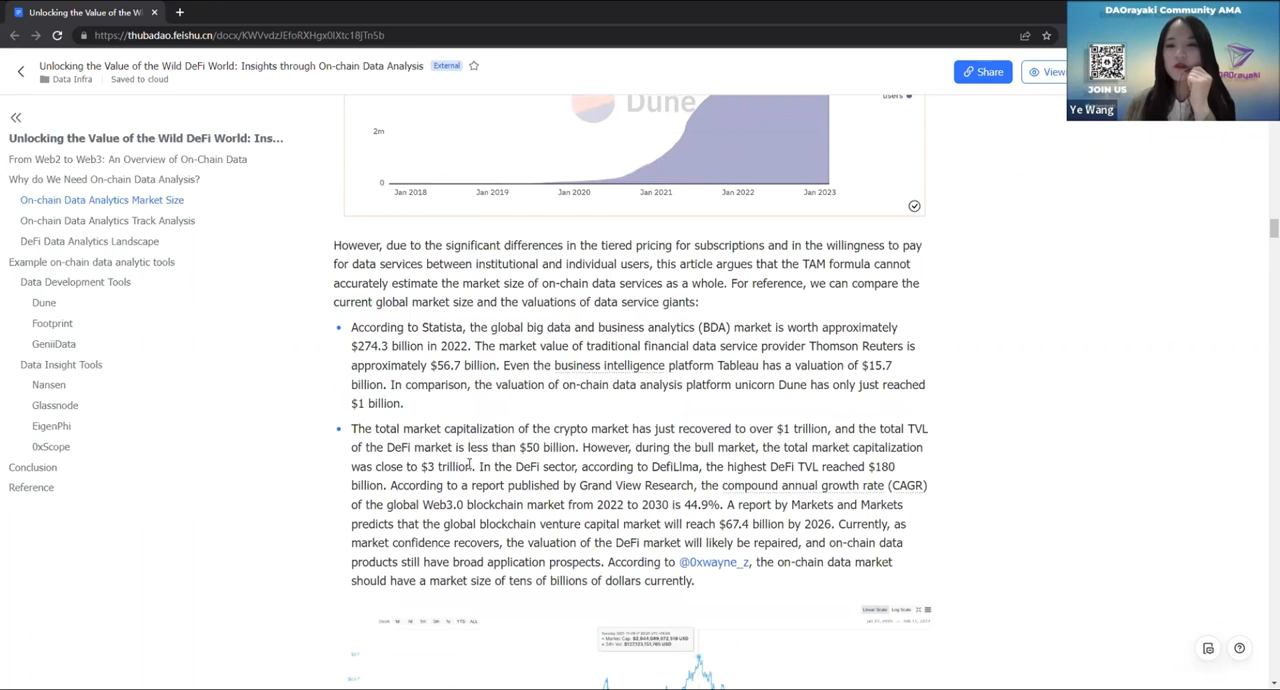 Unlocking the Value of the Wi
https://thubadao.feishu.cn/docx/KWVvdzJEfoRXHgx0lXtc18jTn5b
DAOrayaki Community AMA
JOIN US
DAOrayaki
Ye Wang
Unlocking the Value of the Wild DeFi World: Insights through On-chain Data Analysis
External
Data Infra
Saved to cloud
Share
View
Unlocking the Value of the Wild DeFi World: Ins...
From Web2 to Web3: An Overview of On-Chain Data
Why do We Need On-chain Data Analysis?
On-chain Data Analytics Market Size
On-chain Data Analytics Track Analysis
DeFi Data Analytics Landscape
Example on-chain data analytic tools
Data Development Tools
Dune
Footprint
GeniiData
Data Insight Tools
Nansen
Glassnode
EigenPhi
0xScope
Conclusion
Reference
Dune
users
2m
0
Jan 2018
Jan 2019
Jan 2020
Jan 2021
Jan 2022
Jan 2023
However, due to the significant differences in the tiered pricing for subscriptions and in the willingness to pay
for data services between institutional and individual users, this article argues that the TAM formula cannot
accurately estimate the market size of on-chain data services as a whole. For reference, we can compare the
current global market size and the valuations of data service giants:
• According to Statista, the global big data and business analytics (BDA) market is worth approximately
$274.3 billion in 2022. The market value of traditional financial data service provider Thomson Reuters is
approximately $56.7 billion. Even the business intelligence platform Tableau has a valuation of $15.7
billion. In comparison, the valuation of on-chain data analysis platform unicorn Dune has only just reached
$1 billion.
• The total market capitalization of the crypto market has just recovered to over $1 trillion, and the total TVL
of the DeFi market is less than $50 billion. However, during the bull market, the total market capitalization
was close to $3 trillion. In the DeFi sector, according to DefiLlma, the highest DeFi TVL reached $180
billion. According to a report published by Grand View Research, the compound annual growth rate (CAGR)
of the global Web3.0 blockchain market from 2022 to 2030 is 44.9%. A report by Markets and Markets
predicts that the global blockchain venture capital market will reach $67.4 billion by 2026. Currently, as
market confidence recovers, the valuation of the DeFi market will likely be repaired, and on-chain data
products still have broad application prospects. According to @0xwayne_z, the on-chain data market
should have a market size of tens of billions of dollars currently.
Linear Scale
Log Scale
YTD
ALL